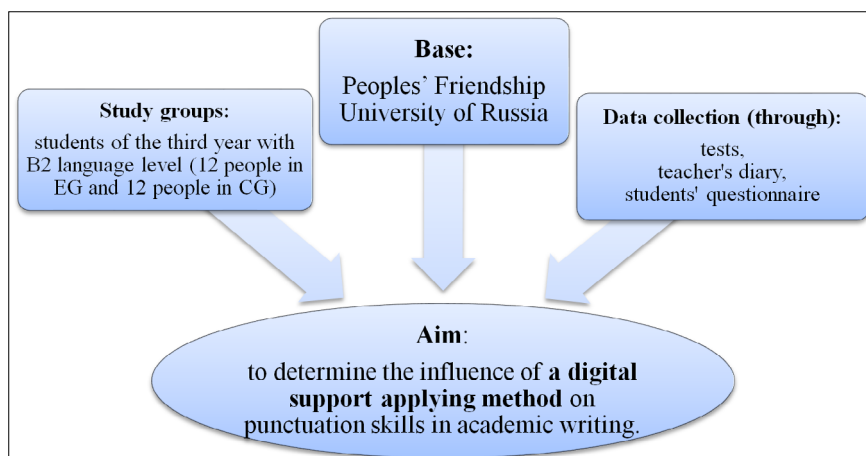 Study groups:
students of the third year with
B2 language level (12 people in
EG and 12 people in CG)
Base:
Peoples’ Friendship
University of Russia
Data collection (through):
tests,
teacher's diary,
students' questionnaire
Aim:
to determine the influence of a digital
support applying method on
punctuation skills in academic writing.